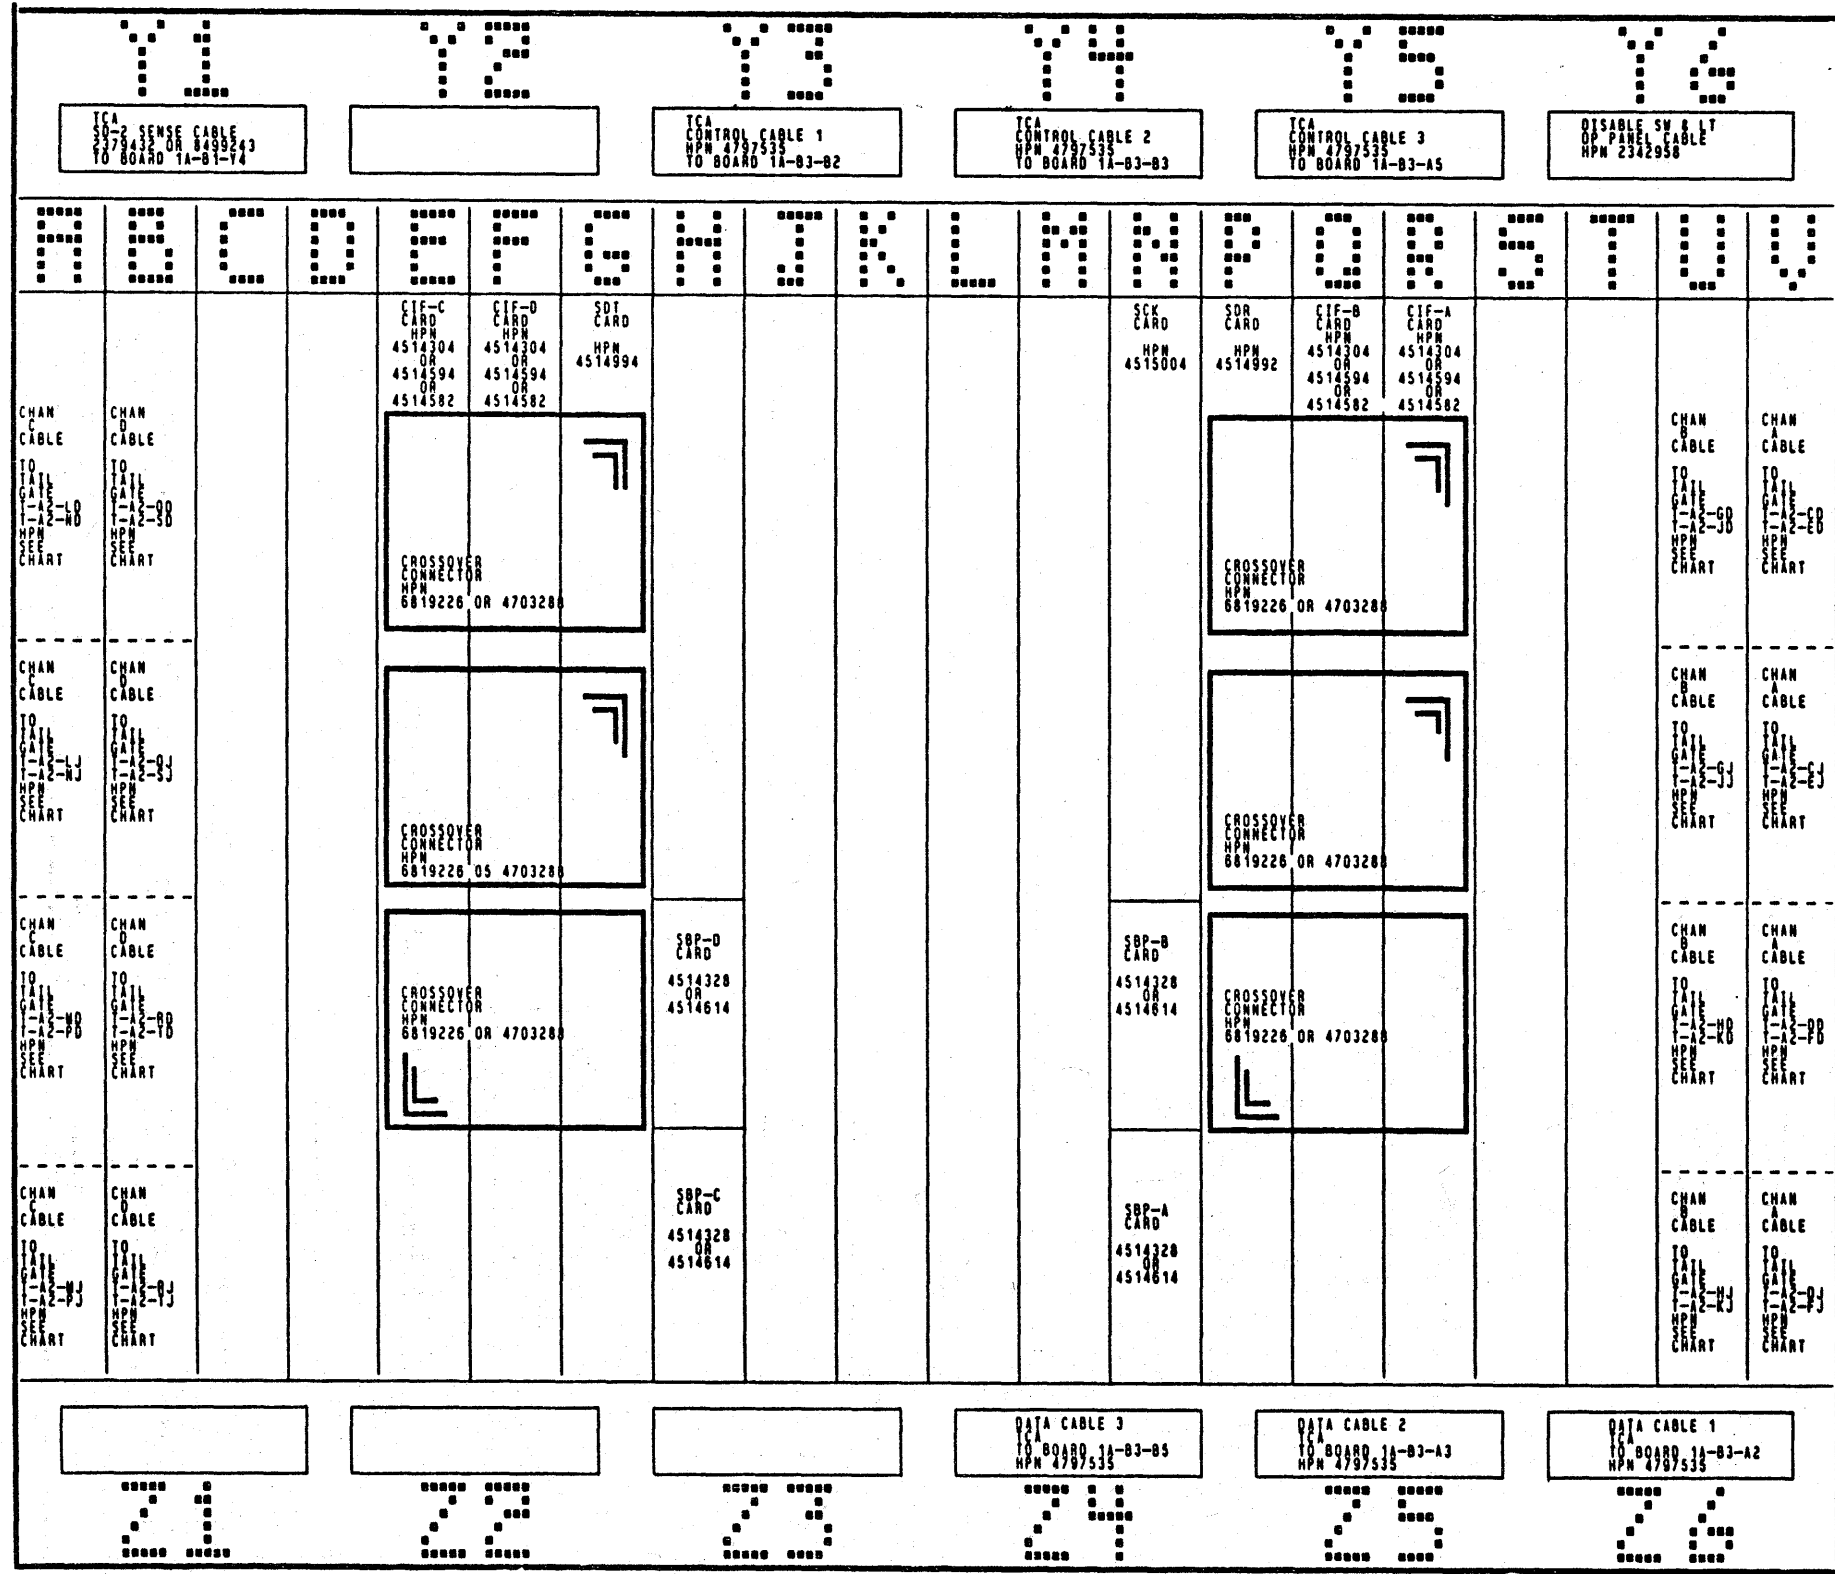 Y1
Y2
Y3
Y4
Y5
Y6
TCA
SD-2 SENSE CABLE
2379432 OR 8499243
TO BOARD 1A-B1-Y4
TCA
CONTROL CABLE 1
HPN 4797535
TO BOARD 1A-B3-B2
TCA
CONTROL CABLE 2
HPN 4797535
TO BOARD 1A-B3-B3
TCA
CONTROL CABLE 3
HPN 4797535
TO BOARD 1A-B3-A5
DISABLE SW & LT
OP PANEL CABLE
HPN 2342958
A B C D E F G H J K L M N P Q R S T U V
CIF-C
CARD
HPN
4514304
OR
4514594
OR
4514582
CIF-D
CARD
HPN
4514304
OR
4514594
OR
4514582
SDT
CARD
HPN
4514994
SCK
CARD
HPN
4515004
SDR
CARD
HPN
4514992
CIF-B
CARD
HPN
4514304
OR
4514594
OR
4514582
CIF-A
CARD
HPN
4514304
OR
4514594
OR
4514582
CHAN
C
CABLE
TO
TAIL
GATE
T-A2-LD
T-A2-ND
HPN
SEE
CHART
CHAN
D
CABLE
TO
TAIL
GATE
T-A2-QD
T-A2-SD
HPN
SEE
CHART
CROSSOVER
CONNECTOR
HPN
6819226 OR 4703288
CROSSOVER
CONNECTOR
HPN
6819226 OR 4703288
CHAN
B
CABLE
TO
TAIL
GATE
T-A2-GD
T-A2-JD
HPN
SEE
CHART
CHAN
A
CABLE
TO
TAIL
GATE
T-A2-CD
T-A2-ED
HPN
SEE
CHART
CHAN
C
CABLE
TO
TAIL
GATE
T-A2-LJ
T-A2-NJ
HPN
SEE
CHART
CHAN
D
CABLE
TO
TAIL
GATE
T-A2-QJ
T-A2-SJ
HPN
SEE
CHART
CROSSOVER
CONNECTOR
HPN
6819226 OS 4703288
CROSSOVER
CONNECTOR
HPN
6819226 OR 4703288
CHAN
B
CABLE
TO
TAIL
GATE
T-A2-GJ
T-A2-JJ
HPN
SEE
CHART
CHAN
A
CABLE
TO
TAIL
GATE
T-A2-CJ
T-A2-EJ
HPN
SEE
CHART
CHAN
C
CABLE
TO
TAIL
GATE
T-A2-MD
T-A2-PD
HPN
SEE
CHART
CHAN
D
CABLE
TO
TAIL
GATE
T-A2-RD
T-A2-TD
HPN
SEE
CHART
CROSSOVER
CONNECTOR
HPN
6819226 OR 4703288
SBP-D
CARD
4514328
OR
4514614
SBP-B
CARD
4514328
OR
4514614
CROSSOVER
CONNECTOR
HPN
6819226 OR 4703288
CHAN
B
CABLE
TO
TAIL
GATE
T-A2-HD
T-A2-KD
HPN
SEE
CHART
CHAN
A
CABLE
TO
TAIL
GATE
T-A2-DD
T-A2-FD
HPN
SEE
CHART
CHAN
C
CABLE
TO
TAIL
GATE
T-A2-MJ
T-A2-PJ
HPN
SEE
CHART
CHAN
D
CABLE
TO
TAIL
GATE
T-A2-RJ
T-A2-TJ
HPN
SEE
CHART
SBP-C
CARD
4514328
OR
4514614
SBP-A
CARD
4514328
OR
4514614
CHAN
B
CABLE
TO
TAIL
GATE
T-A2-HJ
T-A2-KJ
HPN
SEE
CHART
CHAN
A
CABLE
TO
TAIL
GATE
T-A2-DJ
T-A2-FJ
HPN
SEE
CHART
DATA CABLE 3
TCA
TO BOARD 1A-B3-B5
HPN 4797535
DATA CABLE 2
TCA
TO BOARD 1A-B3-A3
HPN 4797535
DATA CABLE 1
TCA
TO BOARD 1A-B3-A2
HPN 4797535
Z1
Z2
Z3
Z4
Z5
Z6